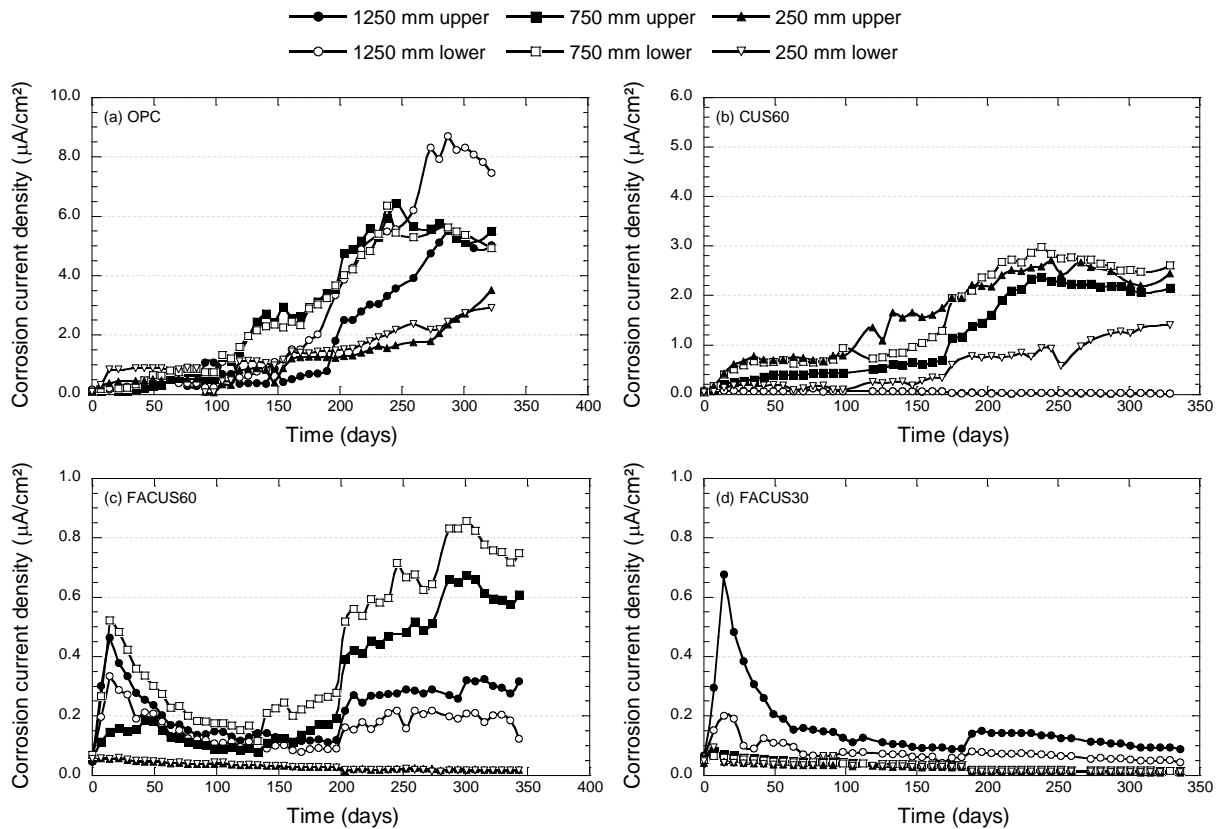 1250 mm upper 750 mm upper 250 mm upper
1250 mm lower 750 mm lower 250 mm lower
Corrosion current density (µA/cm²)
10.0
8.0
6.0
4.0
2.0
0.0
(a) OPC
0 50 100 150 200 250 300 350 400
Time (days)
Corrosion current density (µA/cm²)
6.0
5.0
4.0
3.0
2.0
1.0
0.0
(b) CUS60
0 50 100 150 200 250 300 350
Time (days)
Corrosion current density (µA/cm²)
1.0
0.8
0.6
0.4
0.2
0.0
(c) FACUS60
0 50 100 150 200 250 300 350 400
Time (days)
Corrosion current density (µA/cm²)
1.0
0.8
0.6
0.4
0.2
0.0
(d) FACUS30
0 50 100 150 200 250 300 350
Time (days)